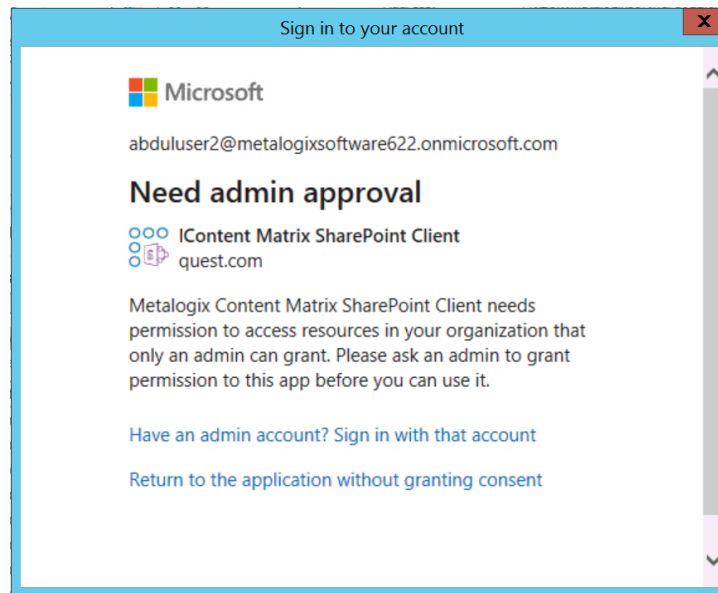 Sign in to your account
X
Microsoft
abduluser2@metalogixsoftware622.onmicrosoft.com
Need admin approval
IContent Matrix SharePoint Client
quest.com
Metalogix Content Matrix SharePoint Client needs
permission to access resources in your organization that
only an admin can grant. Please ask an admin to grant
permission to this app before you can use it.
Have an admin account? Sign in with that account
Return to the application without granting consent